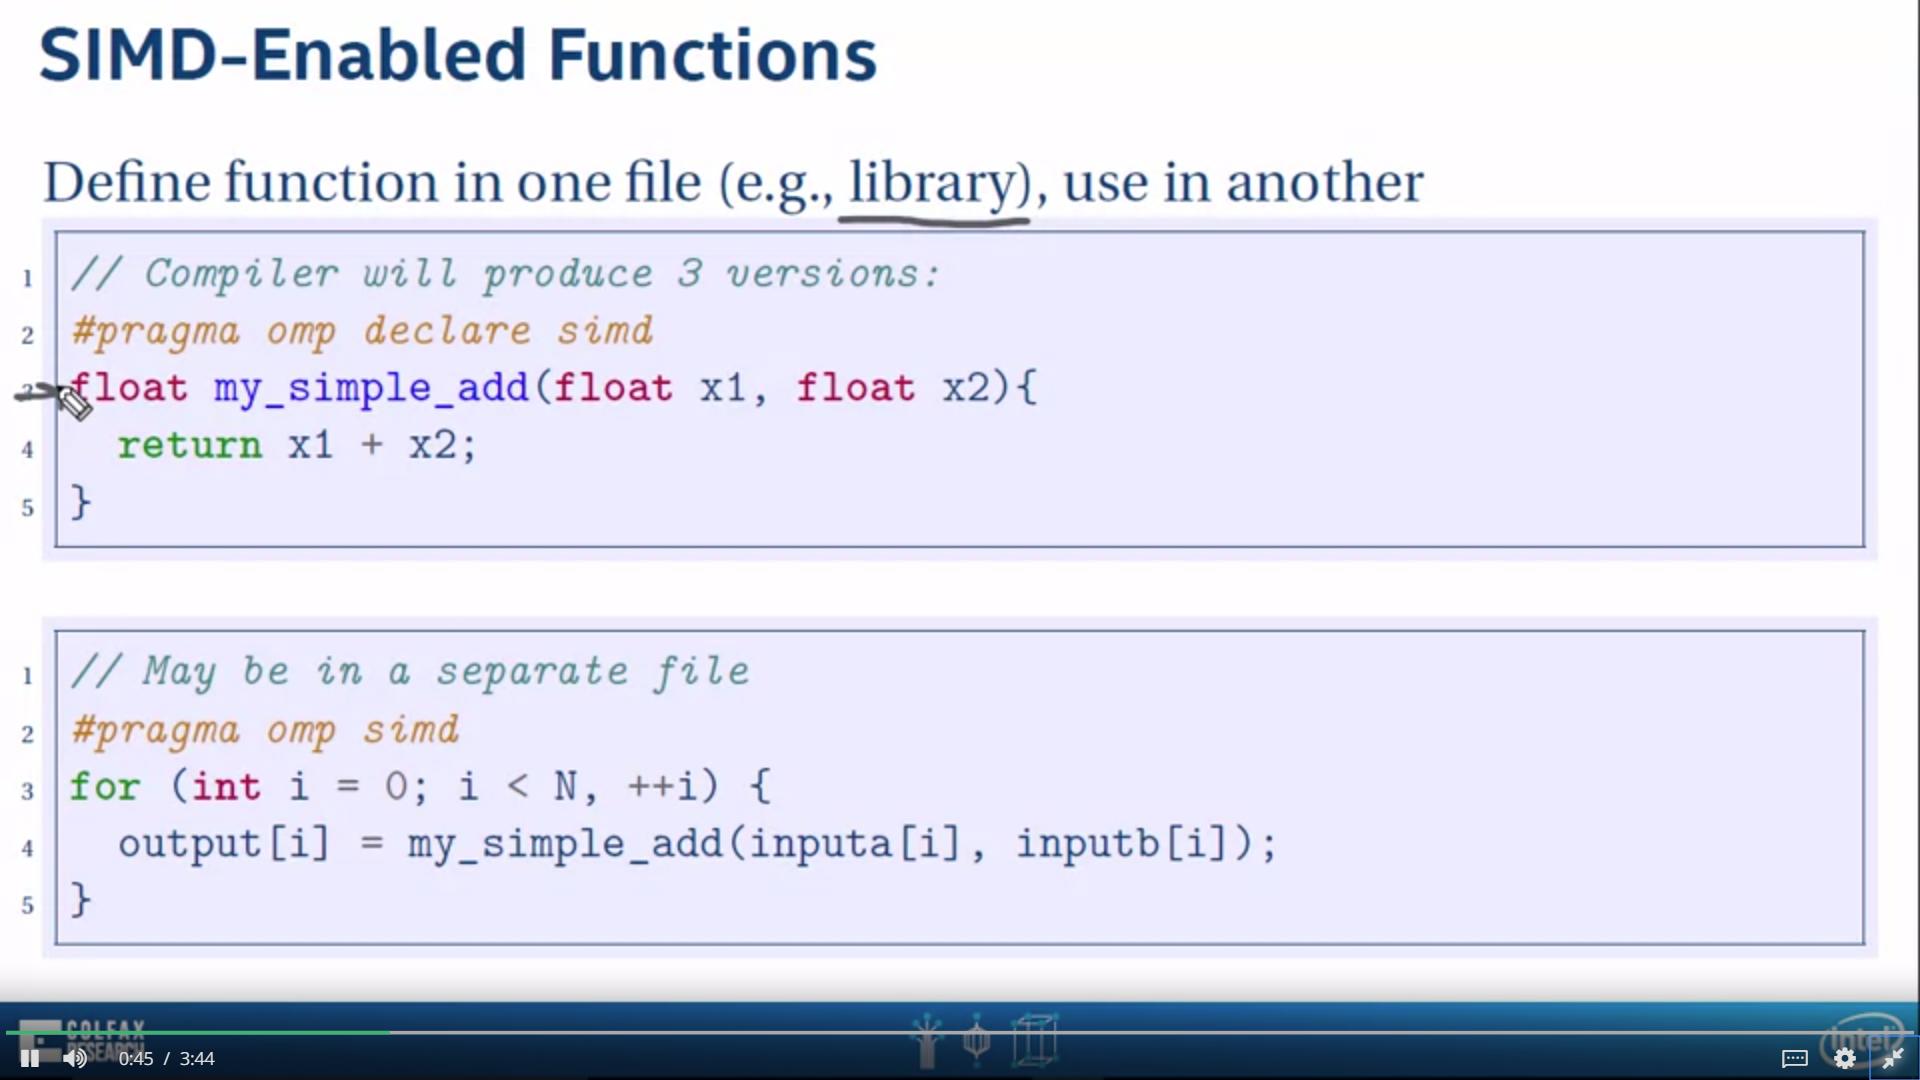 SIMD-Enabled Functions
Define function in one file (e.g., library), use in another
1 // Compiler will produce 3 versions:
2 #pragma omp declare simd
3 float my_simple_add(float x1, float x2){
4 return x1 + x2;
5 }
1 // May be in a separate file
2 #pragma omp simd
3 for (int i = 0; i < N, ++i) {
4 output[i] = my_simple_add(inputa[i], inputb[i]);
5 }
COLFAX
RESEARCH
intel
0:45 / 3:44